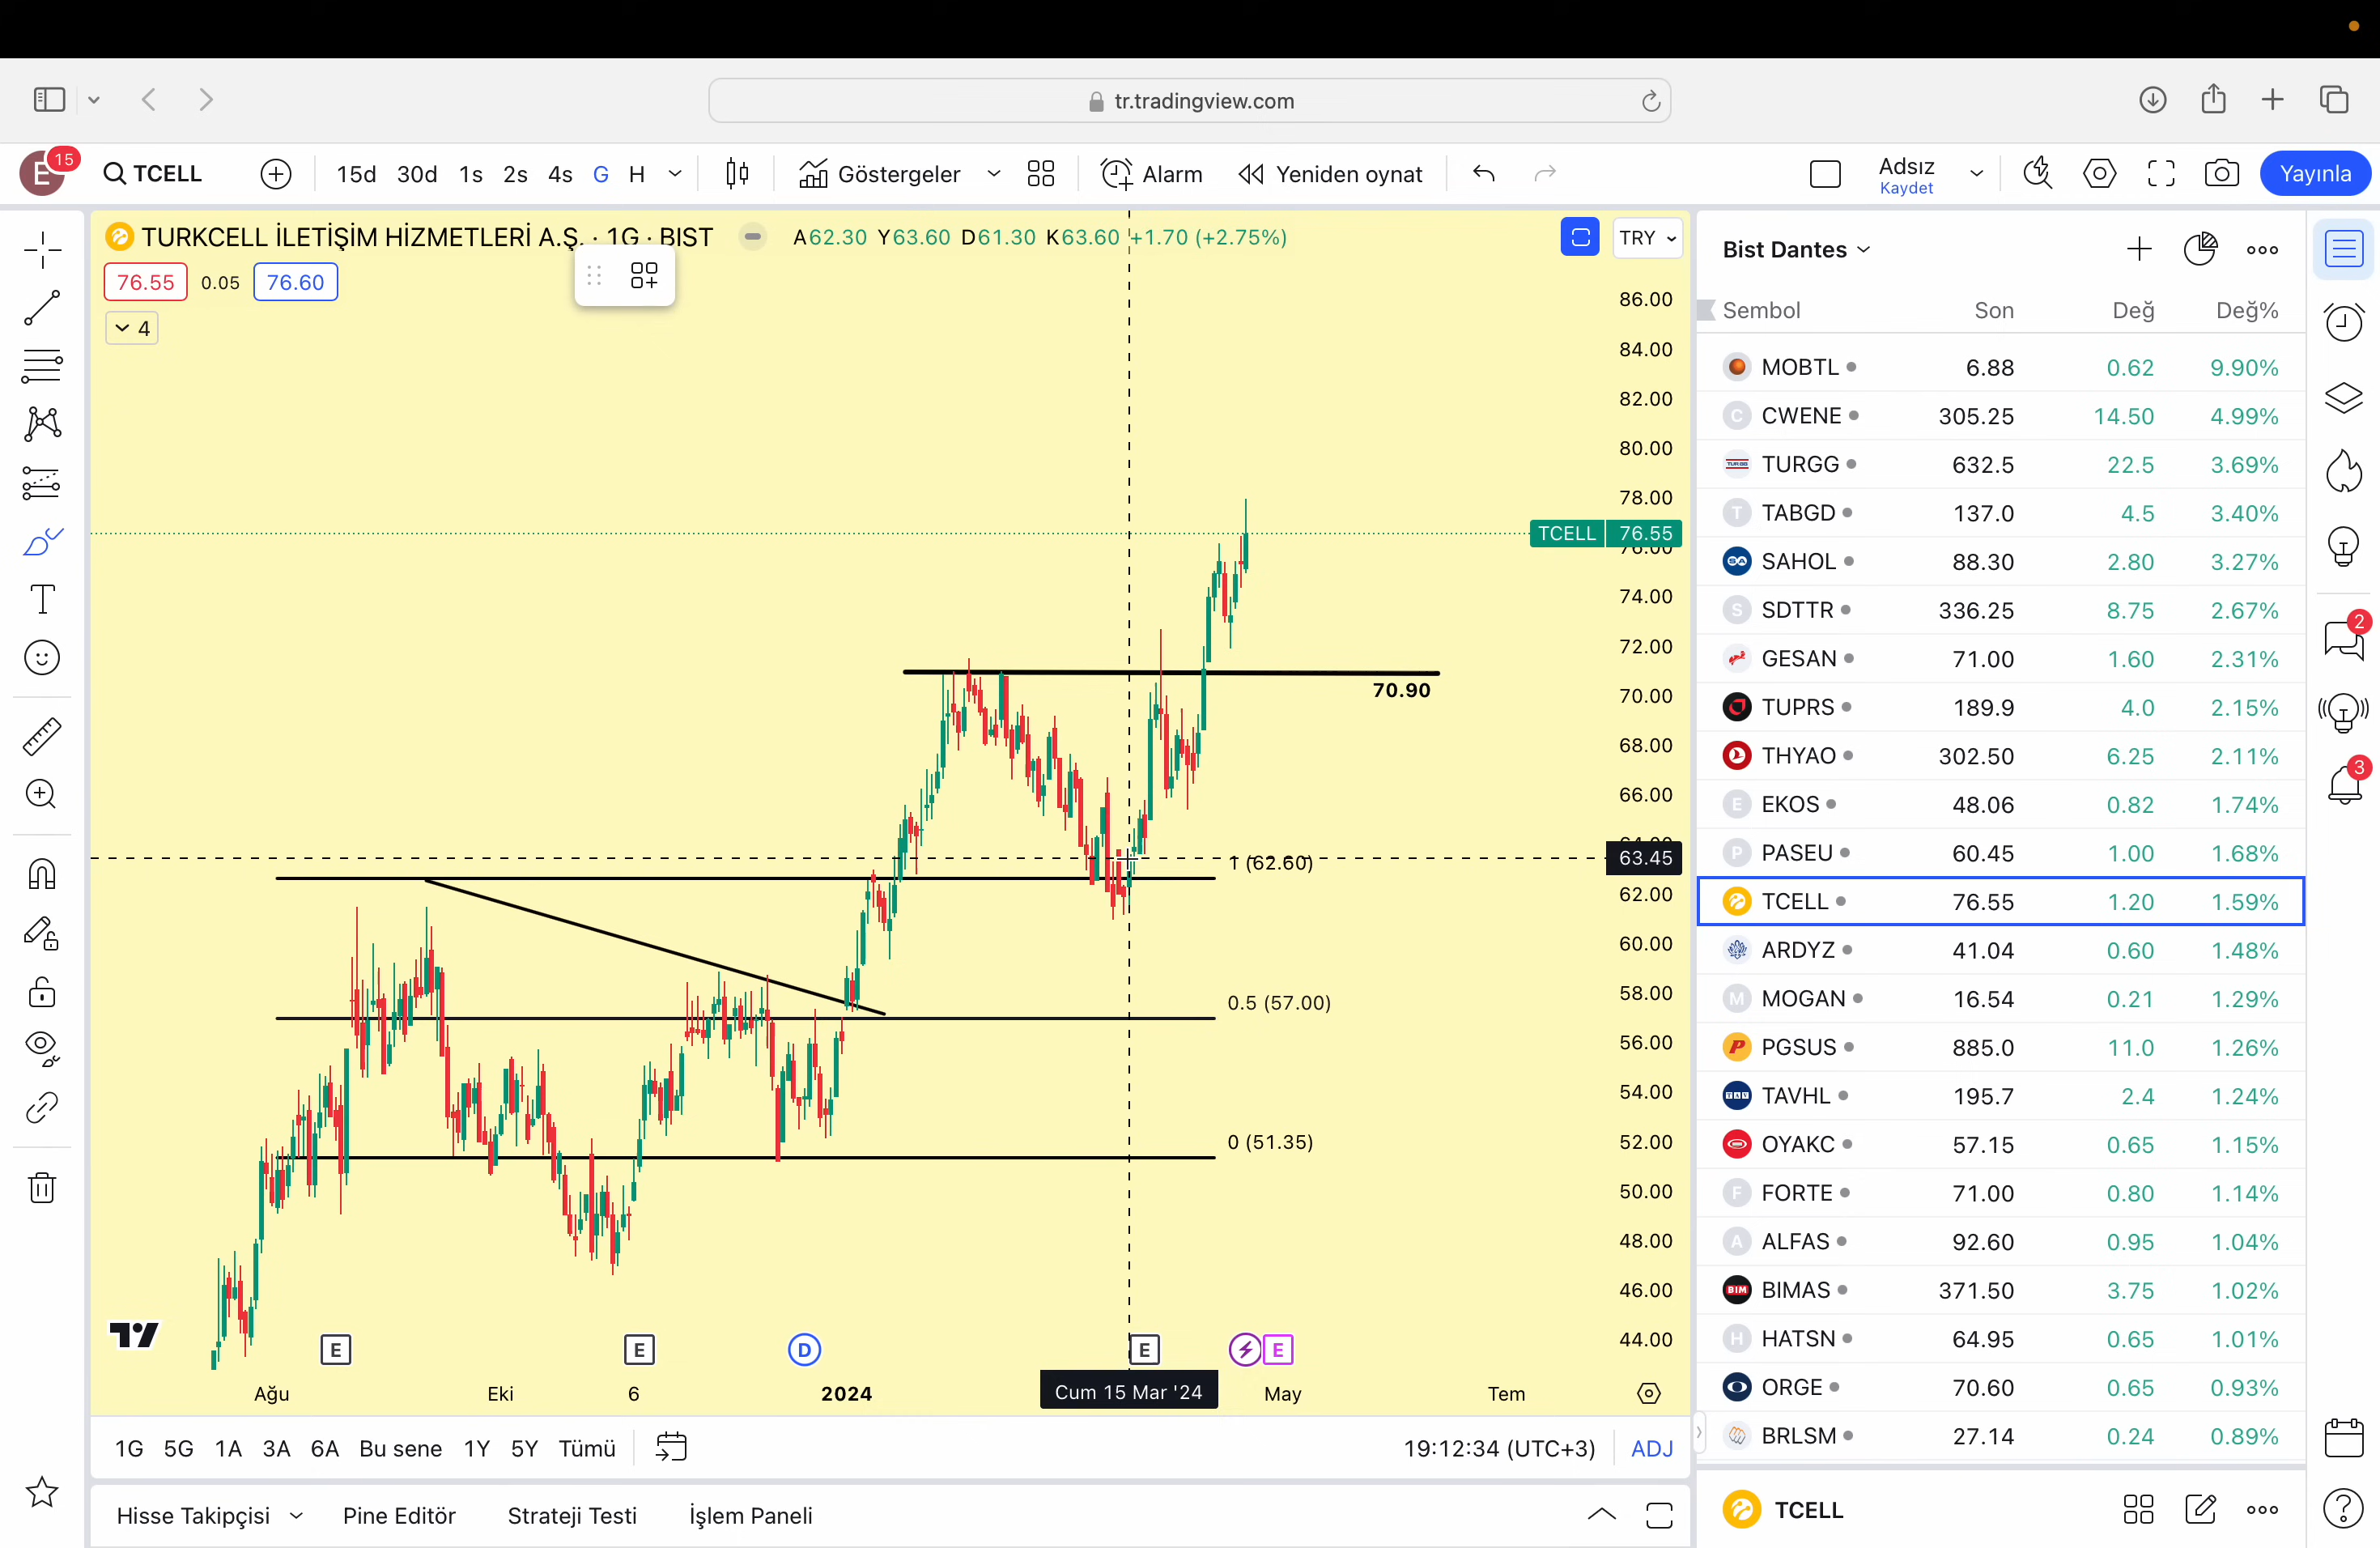 tr.tradingview.com
E 15 TCELL 15d 30d 1s 2s 4s G H Göstergeler Alarm Yeniden oynat Adsız Kaydet Yayınla
TURKCELL İLETİŞİM HİZMETLERİ A.Ş. · 1G · BIST A62.30 Y63.60 D61.30 K63.60 +1.70 (+2.75%) TRY
76.55 0.05 76.60
4
86.00
84.00
82.00
80.00
78.00
TCELL 76.55
76.00
74.00
72.00
70.90
70.00
68.00
66.00
64.00
1 (62.60) 63.45
62.00
60.00
0.5 (57.00) 58.00
56.00
54.00
0 (51.35) 52.00
50.00
48.00
46.00
44.00
E E D E E
Ağu Eki 6 2024 Cum 15 Mar '24 May Tem
1G 5G 1A 3A 6A Bu sene 1Y 5Y Tümü 19:12:34 (UTC+3) ADJ
Hisse Takipçisi Pine Editör Strateji Testi İşlem Paneli
Bist Dantes
Sembol Son Değ Değ%
MOBTL 6.88 0.62 9.90%
C CWENE 305.25 14.50 4.99%
TURGG 632.5 22.5 3.69%
T TABGD 137.0 4.5 3.40%
SA SAHOL 88.30 2.80 3.27%
S SDTTR 336.25 8.75 2.67%
GESAN 71.00 1.60 2.31%
TUPRS 189.9 4.0 2.15%
THYAO 302.50 6.25 2.11%
E EKOS 48.06 0.82 1.74%
P PASEU 60.45 1.00 1.68%
TCELL 76.55 1.20 1.59%
ARDYZ 41.04 0.60 1.48%
M MOGAN 16.54 0.21 1.29%
P PGSUS 885.0 11.0 1.26%
TAV TAVHL 195.7 2.4 1.24%
OYAKC 57.15 0.65 1.15%
F FORTE 71.00 0.80 1.14%
A ALFAS 92.60 0.95 1.04%
BIM BIMAS 371.50 3.75 1.02%
H HATSN 64.95 0.65 1.01%
ORGE 70.60 0.65 0.93%
BRLSM 27.14 0.24 0.89%
TCELL
2
3